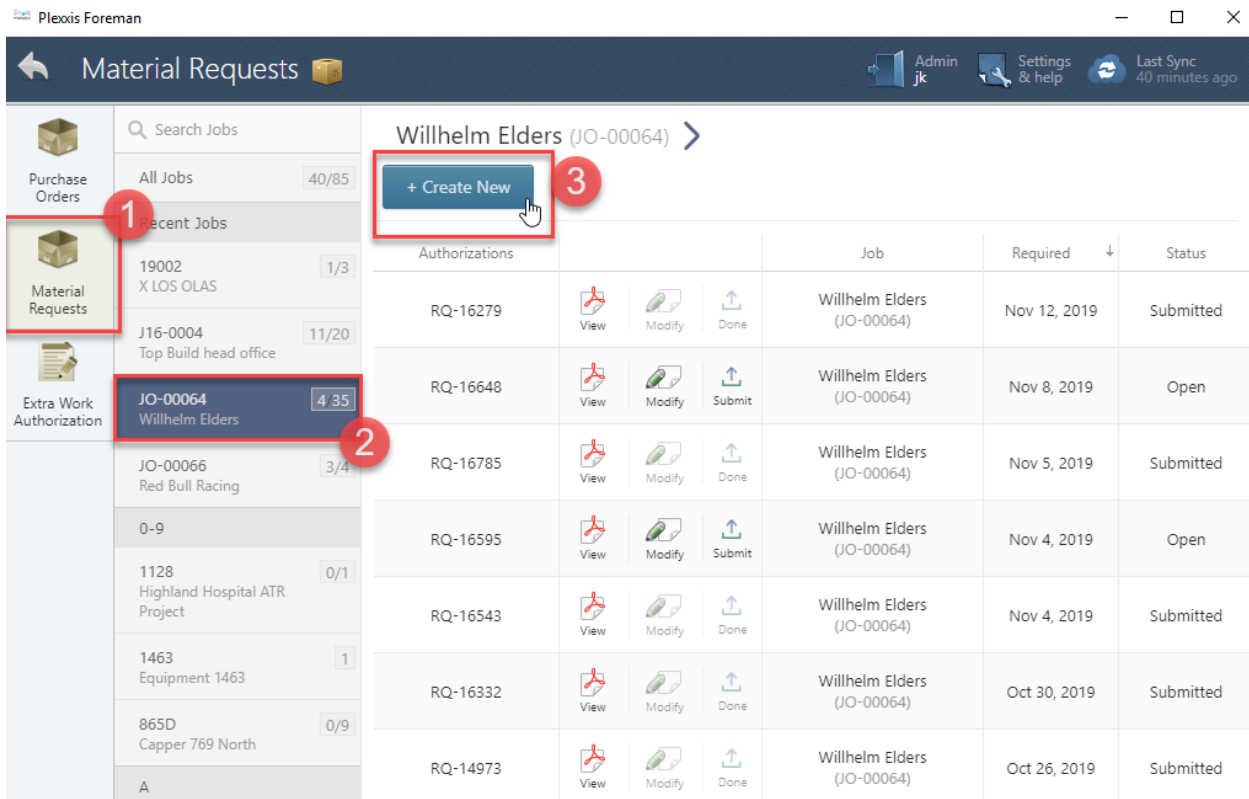 Plexxis Foreman
Material Requests
Admin
jk
Settings
& help
Last Sync
40 minutes ago
Purchase
Orders
1
Material
Requests
Extra Work
Authorization
Search Jobs
All Jobs 40/85
Recent Jobs
19002 1/3
X LOS OLAS
J16-0004 11/20
Top Build head office
JO-00064 4/35
Willhelm Elders
2
JO-00066 3/4
Red Bull Racing
0-9
1128 0/1
Highland Hospital ATR
Project
1463 1
Equipment 1463
865D 0/9
Capper 769 North
A
Willhelm Elders (JO-00064)
+ Create New
3
Authorizations Job Required Status
RQ-16279 View Modify Done Willhelm Elders (JO-00064) Nov 12, 2019 Submitted
RQ-16648 View Modify Submit Willhelm Elders (JO-00064) Nov 8, 2019 Open
RQ-16785 View Modify Done Willhelm Elders (JO-00064) Nov 5, 2019 Submitted
RQ-16595 View Modify Submit Willhelm Elders (JO-00064) Nov 4, 2019 Open
RQ-16543 View Modify Done Willhelm Elders (JO-00064) Nov 4, 2019 Submitted
RQ-16332 View Modify Done Willhelm Elders (JO-00064) Oct 30, 2019 Submitted
RQ-14973 View Modify Done Willhelm Elders (JO-00064) Oct 26, 2019 Submitted